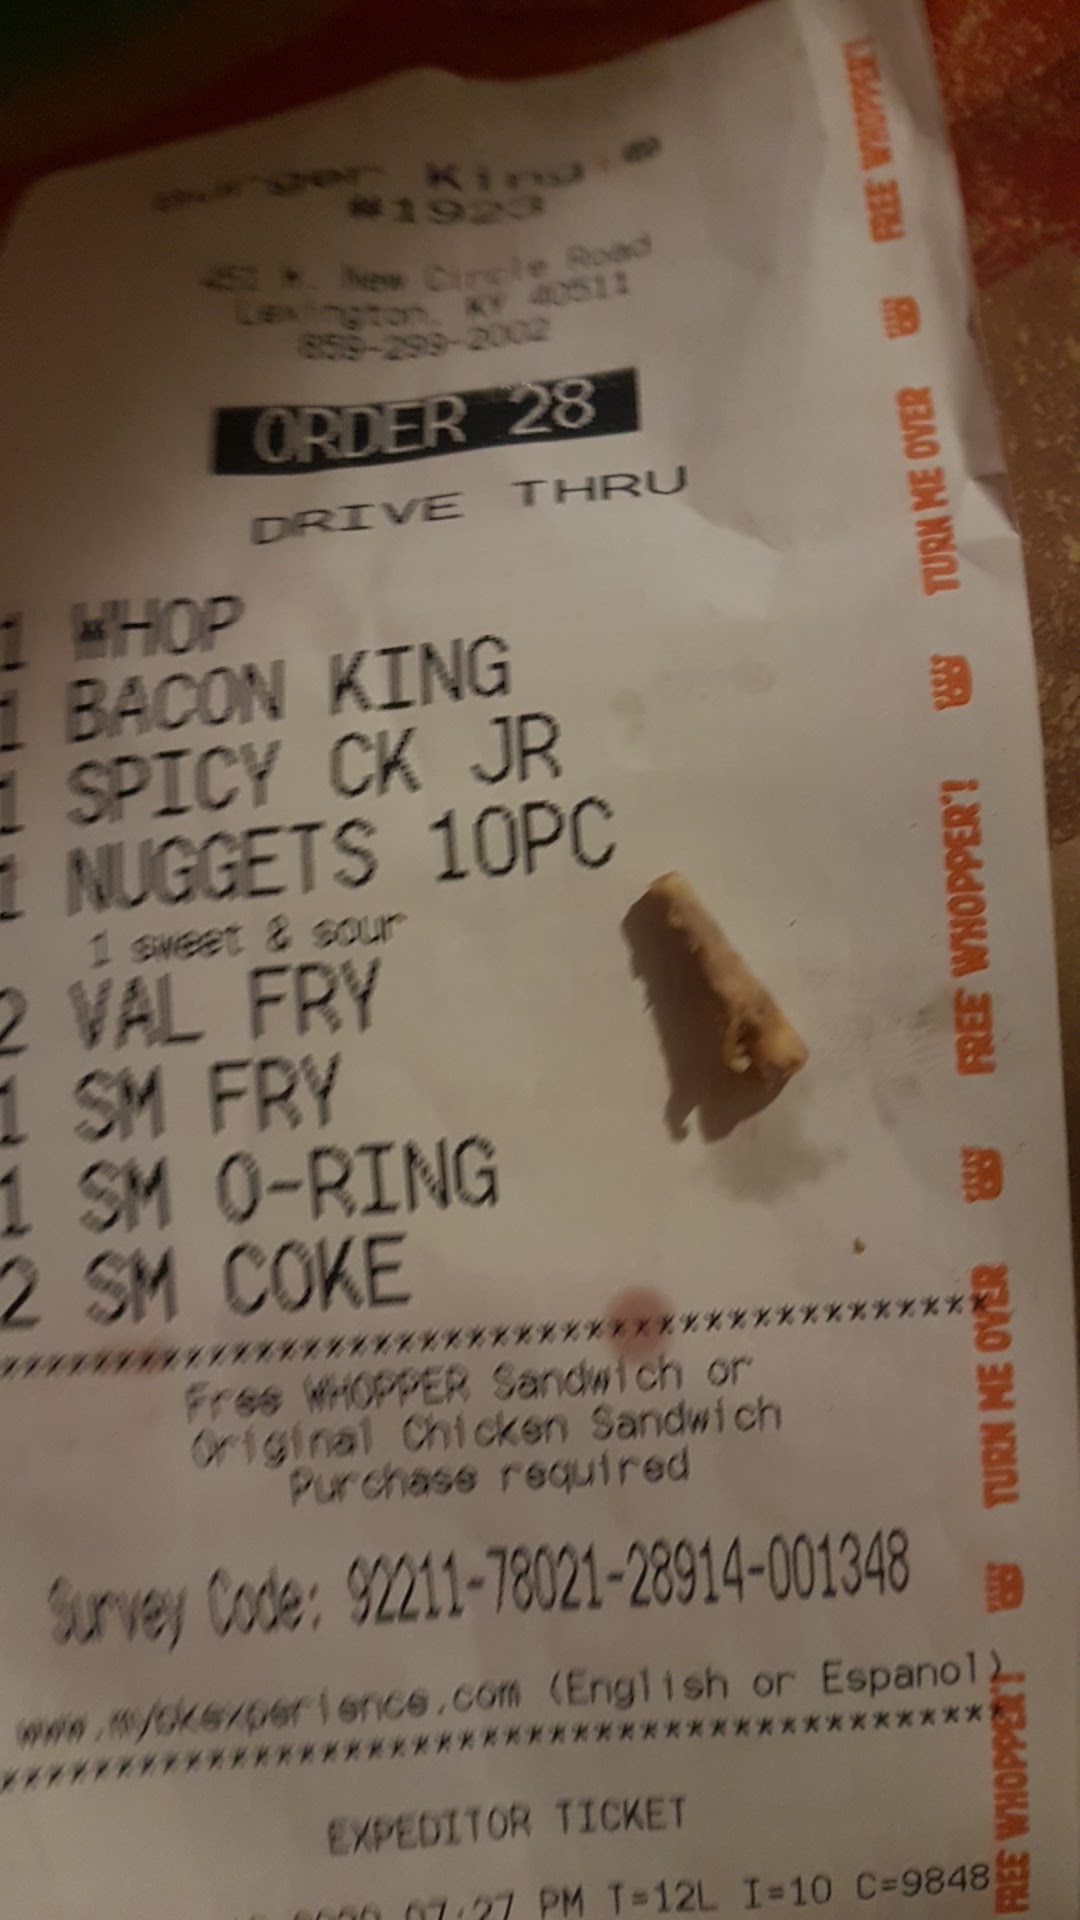 Burger King ®
#1923
W. New Circle Road
Lexington, KY 40511
859-299-2002
ORDER 28
DRIVE THRU
1 WHOP
1 BACON KING
1 SPICY CK JR
1 NUGGETS 10PC
1 sweet & sour
2 VAL FRY
1 SM FRY
1 SM O-RING
2 SM COKE
****************************************
Free WHOPPER Sandwich or
Original Chicken Sandwich
Purchase required
Survey Code: 92211-78021-28914-001348
www.mybkexperience.com (English or Espanol)
****************************************
EXPEDITOR TICKET
07:27 PM T=12L I=10 C=9848
FREE WHOPPER!
TURN ME OVER
FREE WHOPPER!
TURN ME OVER
FREE WHOPPER!